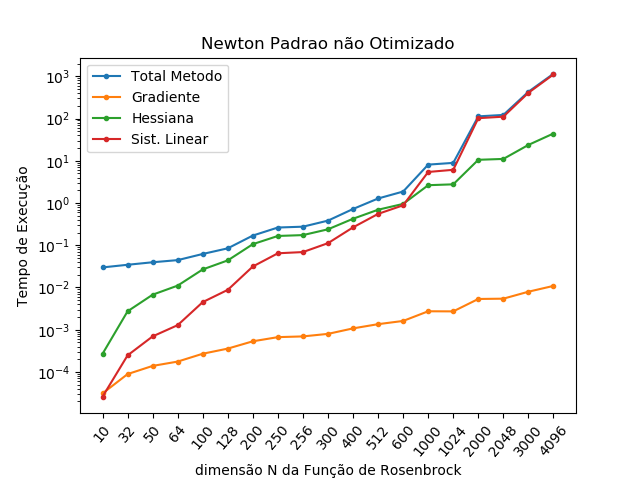 Newton Padrao não Otimizado
Total Metodo
Gradiente
Hessiana
Sist. Linear
Tempo de Execução
10³
10²
10¹
10⁰
10⁻¹
10⁻²
10⁻³
10⁻⁴
10 32 50 64 100 128 200 250 256 300 400 512 600 1000 1024 2000 2048 3000 4096
dimensão N da Função de Rosenbrock